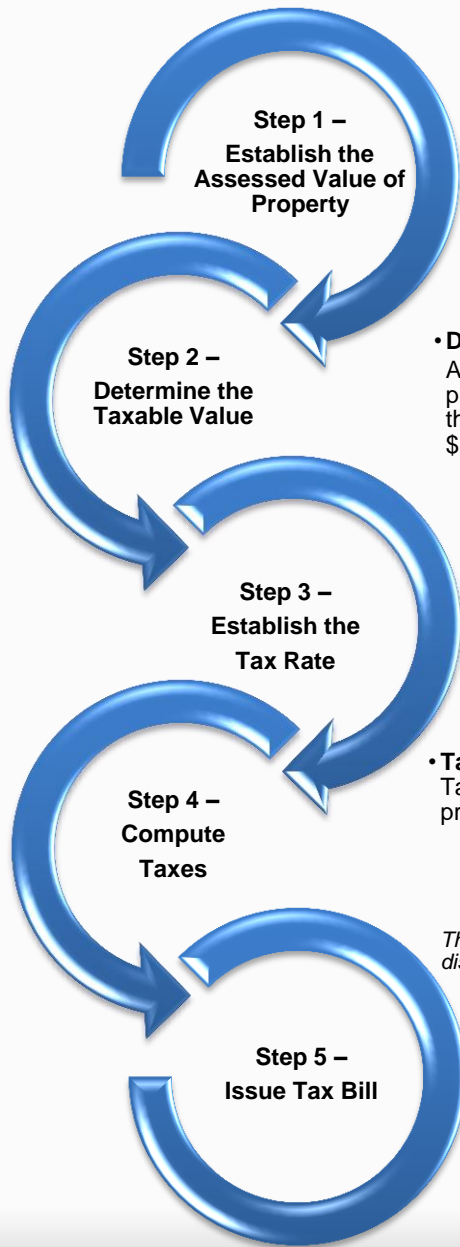 Step 1 –
Establish the
Assessed Value of
Property
Step 2 –
Determine the
Taxable Value
Step 3 –
Establish the
Tax Rate
Step 4 –
Compute
Taxes
Step 5 –
Issue Tax Bill